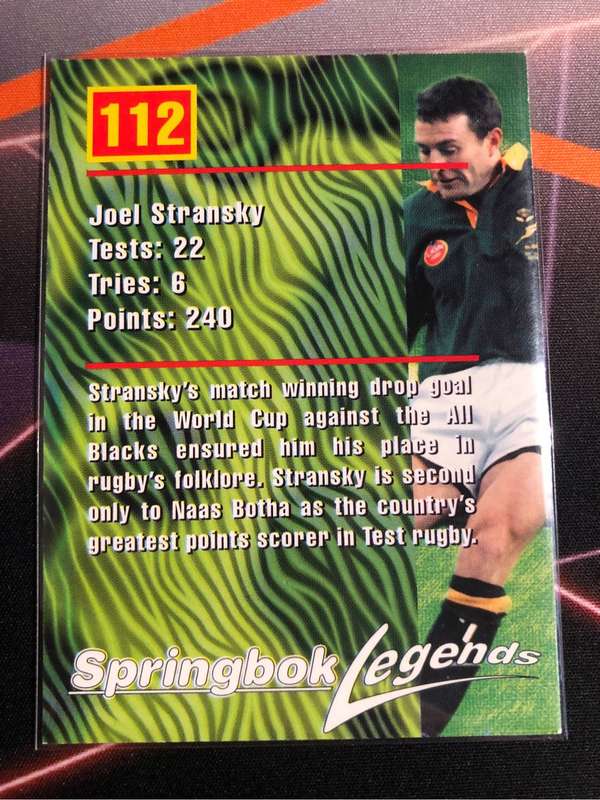 112
Joel Stransky
Tests: 22
Tries: 6
Points: 240
Stransky's match winning drop goal
in the World Cup against the All
Blacks ensured him his place in
rugby's folklore. Stransky is second
only to Naas Botha as the country's
greatest points scorer in Test rugby.
Springbok Legends